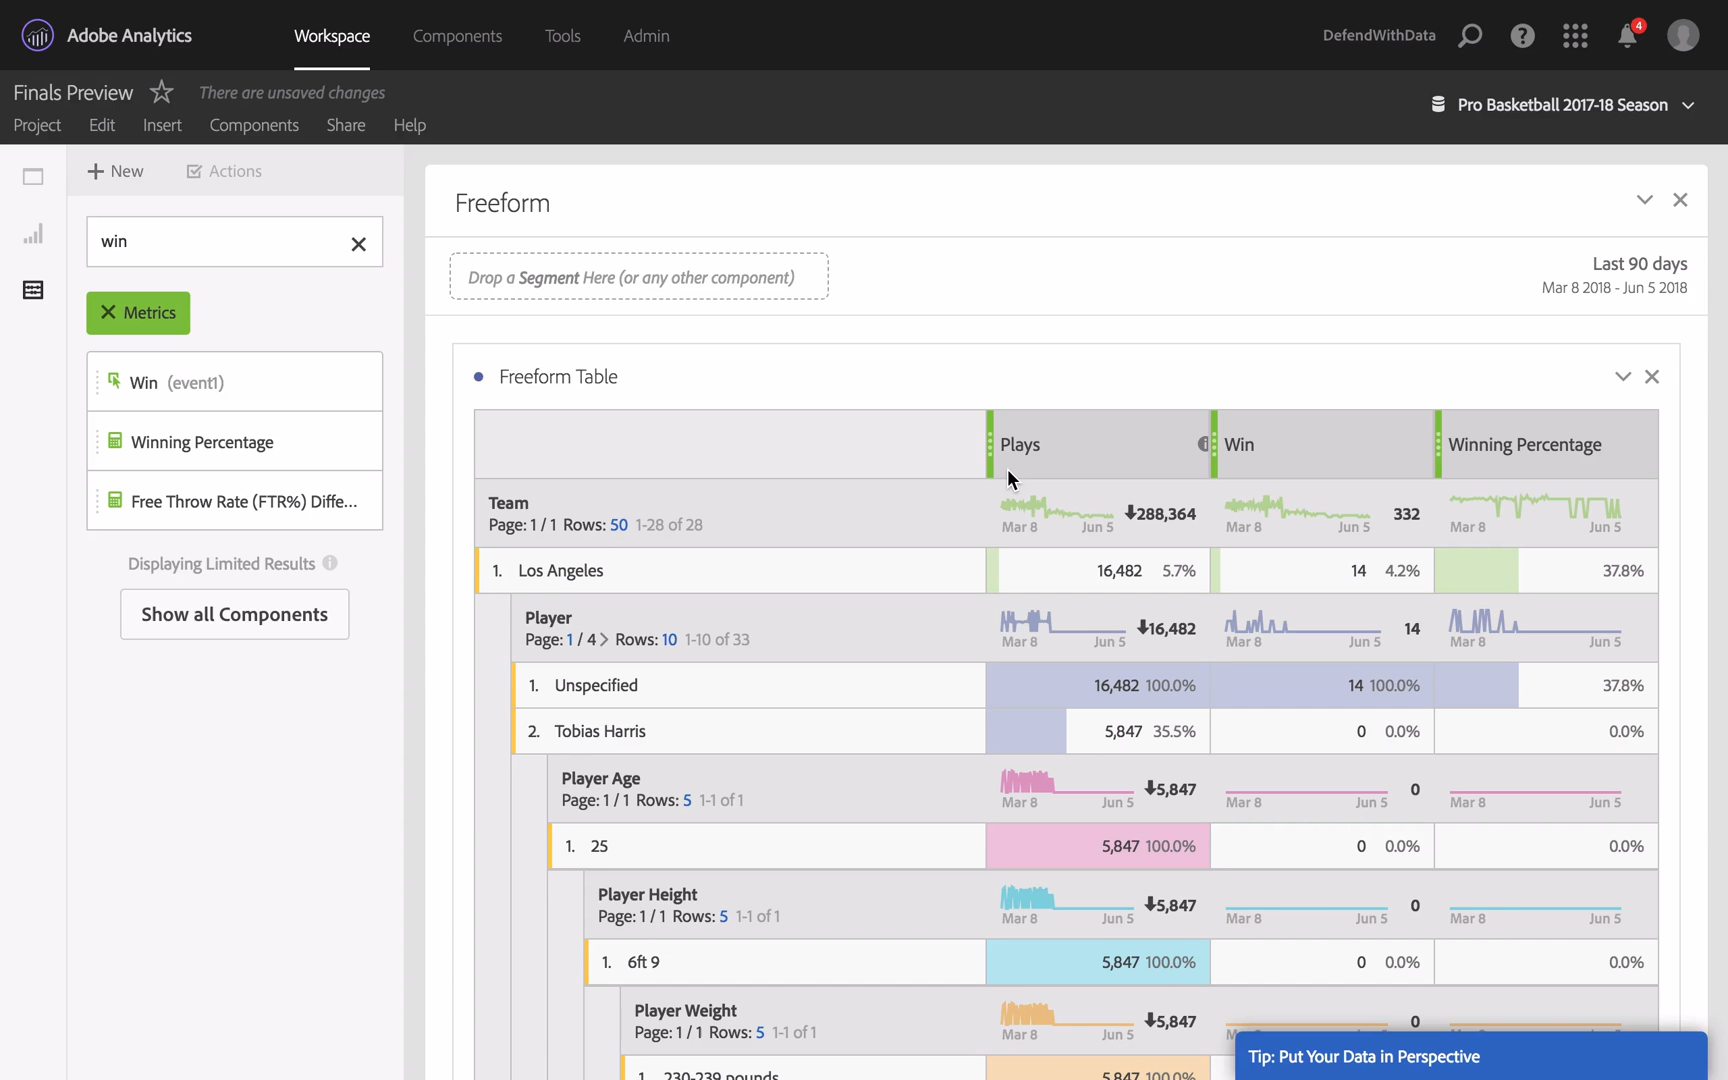 Adobe Analytics
Workspace
Components
Tools
Admin
DefendWithData
4
Finals Preview
There are unsaved changes
Pro Basketball 2017-18 Season
Project
Edit
Insert
Components
Share
Help
+ New
Actions
win
Metrics
Win (event1)
Winning Percentage
Free Throw Rate (FTR%) Diffe...
Displaying Limited Results
Show all Components
Freeform
Drop a Segment Here (or any other component)
Last 90 days
Mar 8 2018 - Jun 5 2018
Freeform Table
Plays Win Winning Percentage
Team
Page: 1 / 1 Rows: 50 1-28 of 28
Mar 8 Jun 5 288,364 Mar 8 Jun 5 332 Mar 8 Jun 5
1. Los Angeles 16,482 5.7% 14 4.2% 37.8%
Player
Page: 1 / 4 > Rows: 10 1-10 of 33
Mar 8 Jun 5 16,482 Mar 8 Jun 5 14 Mar 8 Jun 5
1. Unspecified 16,482 100.0% 14 100.0% 37.8%
2. Tobias Harris 5,847 35.5% 0 0.0% 0.0%
Player Age
Page: 1 / 1 Rows: 5 1-1 of 1
Mar 8 Jun 5 5,847 Mar 8 Jun 5 0 Mar 8 Jun 5
1. 25 5,847 100.0% 0 0.0% 0.0%
Player Height
Page: 1 / 1 Rows: 5 1-1 of 1
Mar 8 Jun 5 5,847 Mar 8 Jun 5 0 Mar 8 Jun 5
1. 6ft 9 5,847 100.0% 0 0.0% 0.0%
Player Weight
Page: 1 / 1 Rows: 5 1-1 of 1
Mar 8 Jun 5 5,847 0
1. 230-239 pounds 5,847 100.0%
Tip: Put Your Data in Perspective